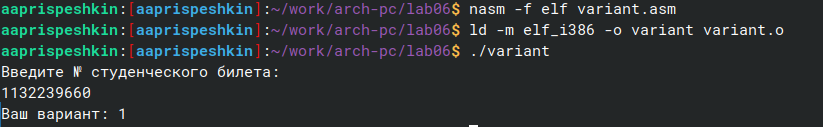 aaprispeshkin:[aaprispeshkin]:~/work/arch-pc/lab06$ nasm -f elf variant.asm
aaprispeshkin:[aaprispeshkin]:~/work/arch-pc/lab06$ ld -m elf_i386 -o variant variant.o
aaprispeshkin:[aaprispeshkin]:~/work/arch-pc/lab06$ ./variant
Введите № студенческого билета:
1132239660
Ваш вариант: 1